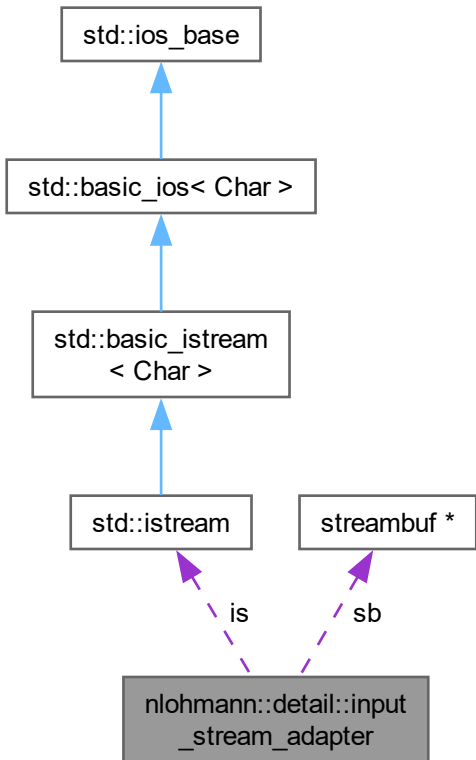 std::ios_base
std::basic_ios< Char >
std::basic_istream
< Char >
std::istream
streambuf *
is
sb
nlohmann::detail::input
_stream_adapter